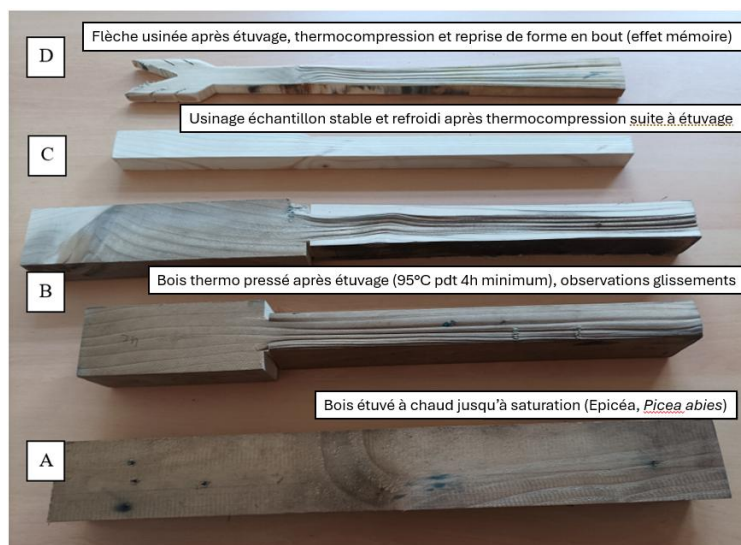 Flèche usinée après étuvage, thermocompression et reprise de forme en bout (effet mémoire)
D
Usinage échantillon stable et refroidi après thermocompression suite à étuvage
C
Bois thermo pressé après étuvage (95°C pdt 4h minimum), observations glissements
B
Bois étuvé à chaud jusqu'à saturation (Epicéa, Picea abies)
A